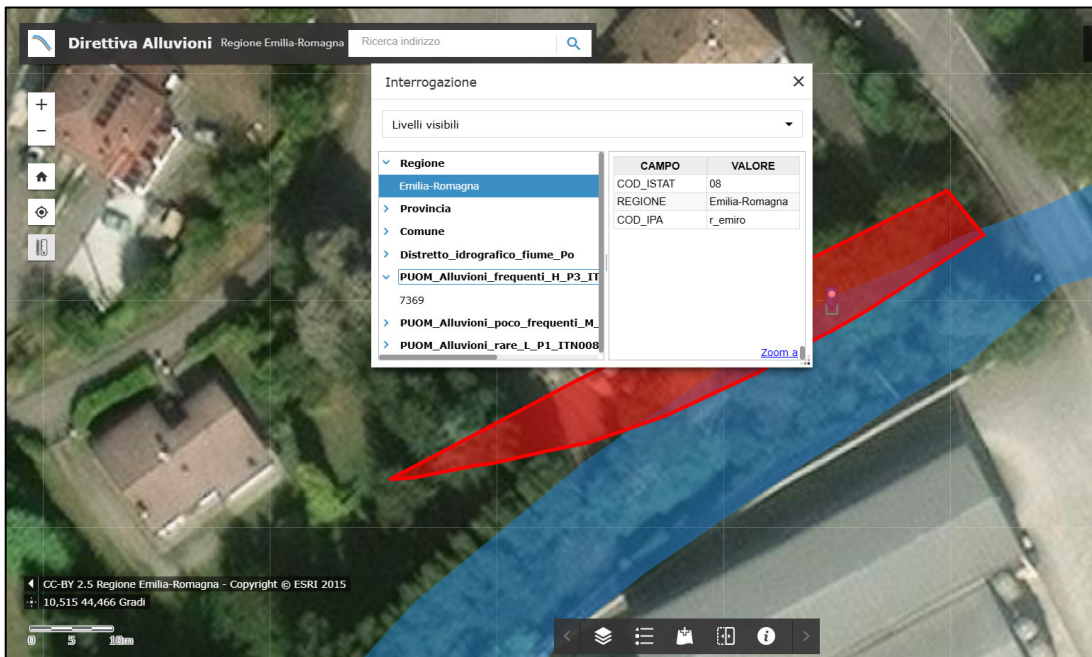 Direttiva Alluvioni Regione Emilia-Romagna Ricerca indirizzo
Interrogazione
Livelli visibili
Regione
Emilia-Romagna
Provincia
Comune
Distretto_idrografico_fiume_Po
PUOM_Alluvioni_frequenti_H_P3_IT
7369
PUOM_Alluvioni_poco_frequenti_M_
PUOM_Alluvioni_rare_L_P1_ITN008
CAMPO VALORE
COD_ISTAT 08
REGIONE Emilia-Romagna
COD_IPA r_emiro
Zoom a
CC-BY 2.5 Regione Emilia-Romagna - Copyright © ESRI 2015
10,515 44,466 Gradi
0 5 10m